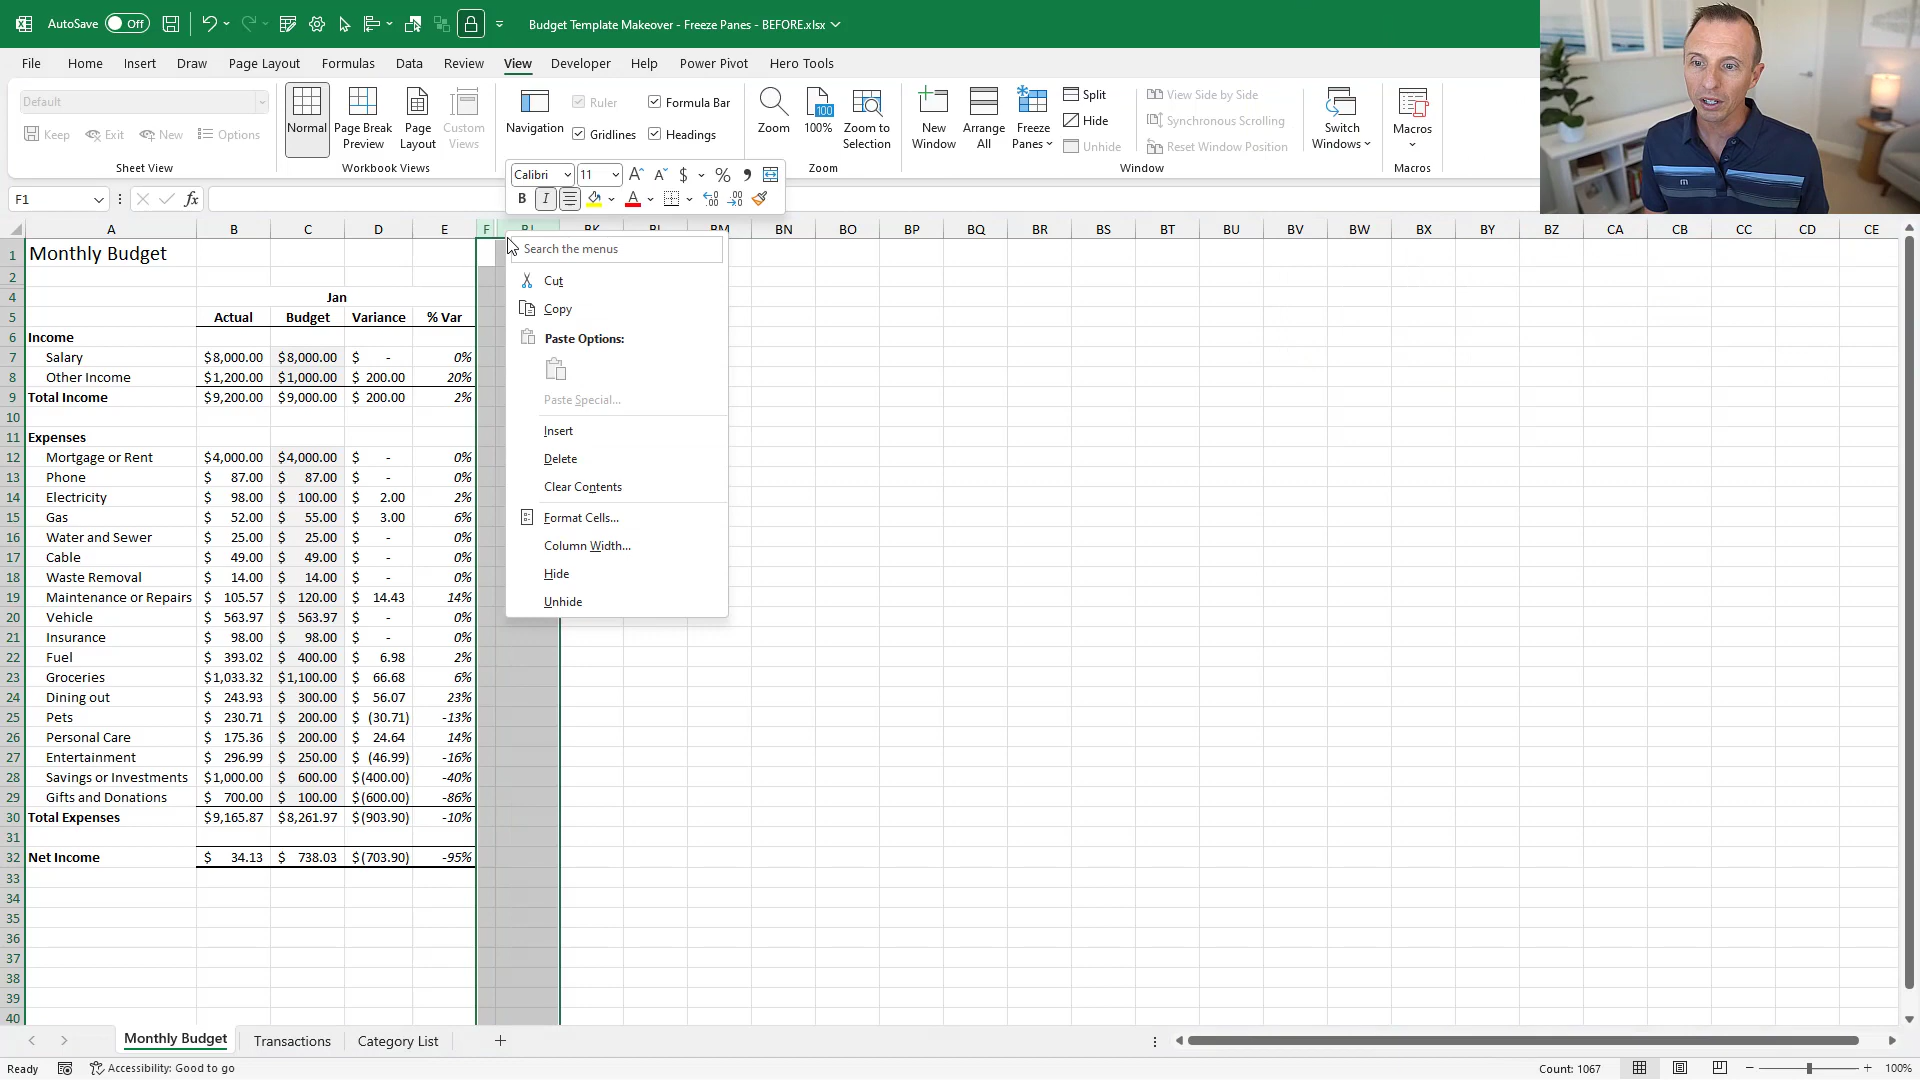 AutoSave Off Budget Template Makeover - Freeze Panes - BEFORE.xlsx
File Home Insert Draw Page Layout Formulas Data Review View Developer Help Power Pivot Hero Tools
Default
Keep Exit New Options
Sheet View
Normal Page Break Preview Page Layout Custom Views
Workbook Views
Navigation Ruler Formula Bar
Gridlines Headings
Zoom 100% Zoom to Selection
Zoom
New Window Arrange All Freeze Panes Split
Hide
Unhide
View Side by Side
Synchronous Scrolling
Reset Window Position
Window
Switch Windows Macros
Macros
Calibri 11 A A $ % ,
B I A
F1 fx
A B C D E F BJ BK BL BM BN BO BP BQ BR BS BT BU BV BW BX BY BZ CA CB CC CD CE
1 Monthly Budget
2
4 Jan
5 Actual Budget Variance % Var
6 Income
7 Salary $8,000.00 $8,000.00 $ - 0%
8 Other Income $1,200.00 $1,000.00 $ 200.00 20%
9 Total Income $9,200.00 $9,000.00 $ 200.00 2%
10
11 Expenses
12 Mortgage or Rent $4,000.00 $4,000.00 $ - 0%
13 Phone $ 87.00 $ 87.00 $ - 0%
14 Electricity $ 98.00 $ 100.00 $ 2.00 2%
15 Gas $ 52.00 $ 55.00 $ 3.00 6%
16 Water and Sewer $ 25.00 $ 25.00 $ - 0%
17 Cable $ 49.00 $ 49.00 $ - 0%
18 Waste Removal $ 14.00 $ 14.00 $ - 0%
19 Maintenance or Repairs $ 105.57 $ 120.00 $ 14.43 14%
20 Vehicle $ 563.97 $ 563.97 $ - 0%
21 Insurance $ 98.00 $ 98.00 $ - 0%
22 Fuel $ 393.02 $ 400.00 $ 6.98 2%
23 Groceries $1,033.32 $1,100.00 $ 66.68 6%
24 Dining out $ 243.93 $ 300.00 $ 56.07 23%
25 Pets $ 230.71 $ 200.00 $ (30.71) -13%
26 Personal Care $ 175.36 $ 200.00 $ 24.64 14%
27 Entertainment $ 296.99 $ 250.00 $ (46.99) -16%
28 Savings or Investments $1,000.00 $ 600.00 $(400.00) -40%
29 Gifts and Donations $ 700.00 $ 100.00 $(600.00) -86%
30 Total Expenses $9,165.87 $8,261.97 $(903.90) -10%
31
32 Net Income $ 34.13 $ 738.03 $(703.90) -95%
33
34
35
36
37
38
39
40
Search the menus
Cut
Copy
Paste Options:
Paste Special...
Insert
Delete
Clear Contents
Format Cells...
Column Width...
Hide
Unhide
Monthly Budget Transactions Category List
Ready Accessibility: Good to go Count: 1067 100%